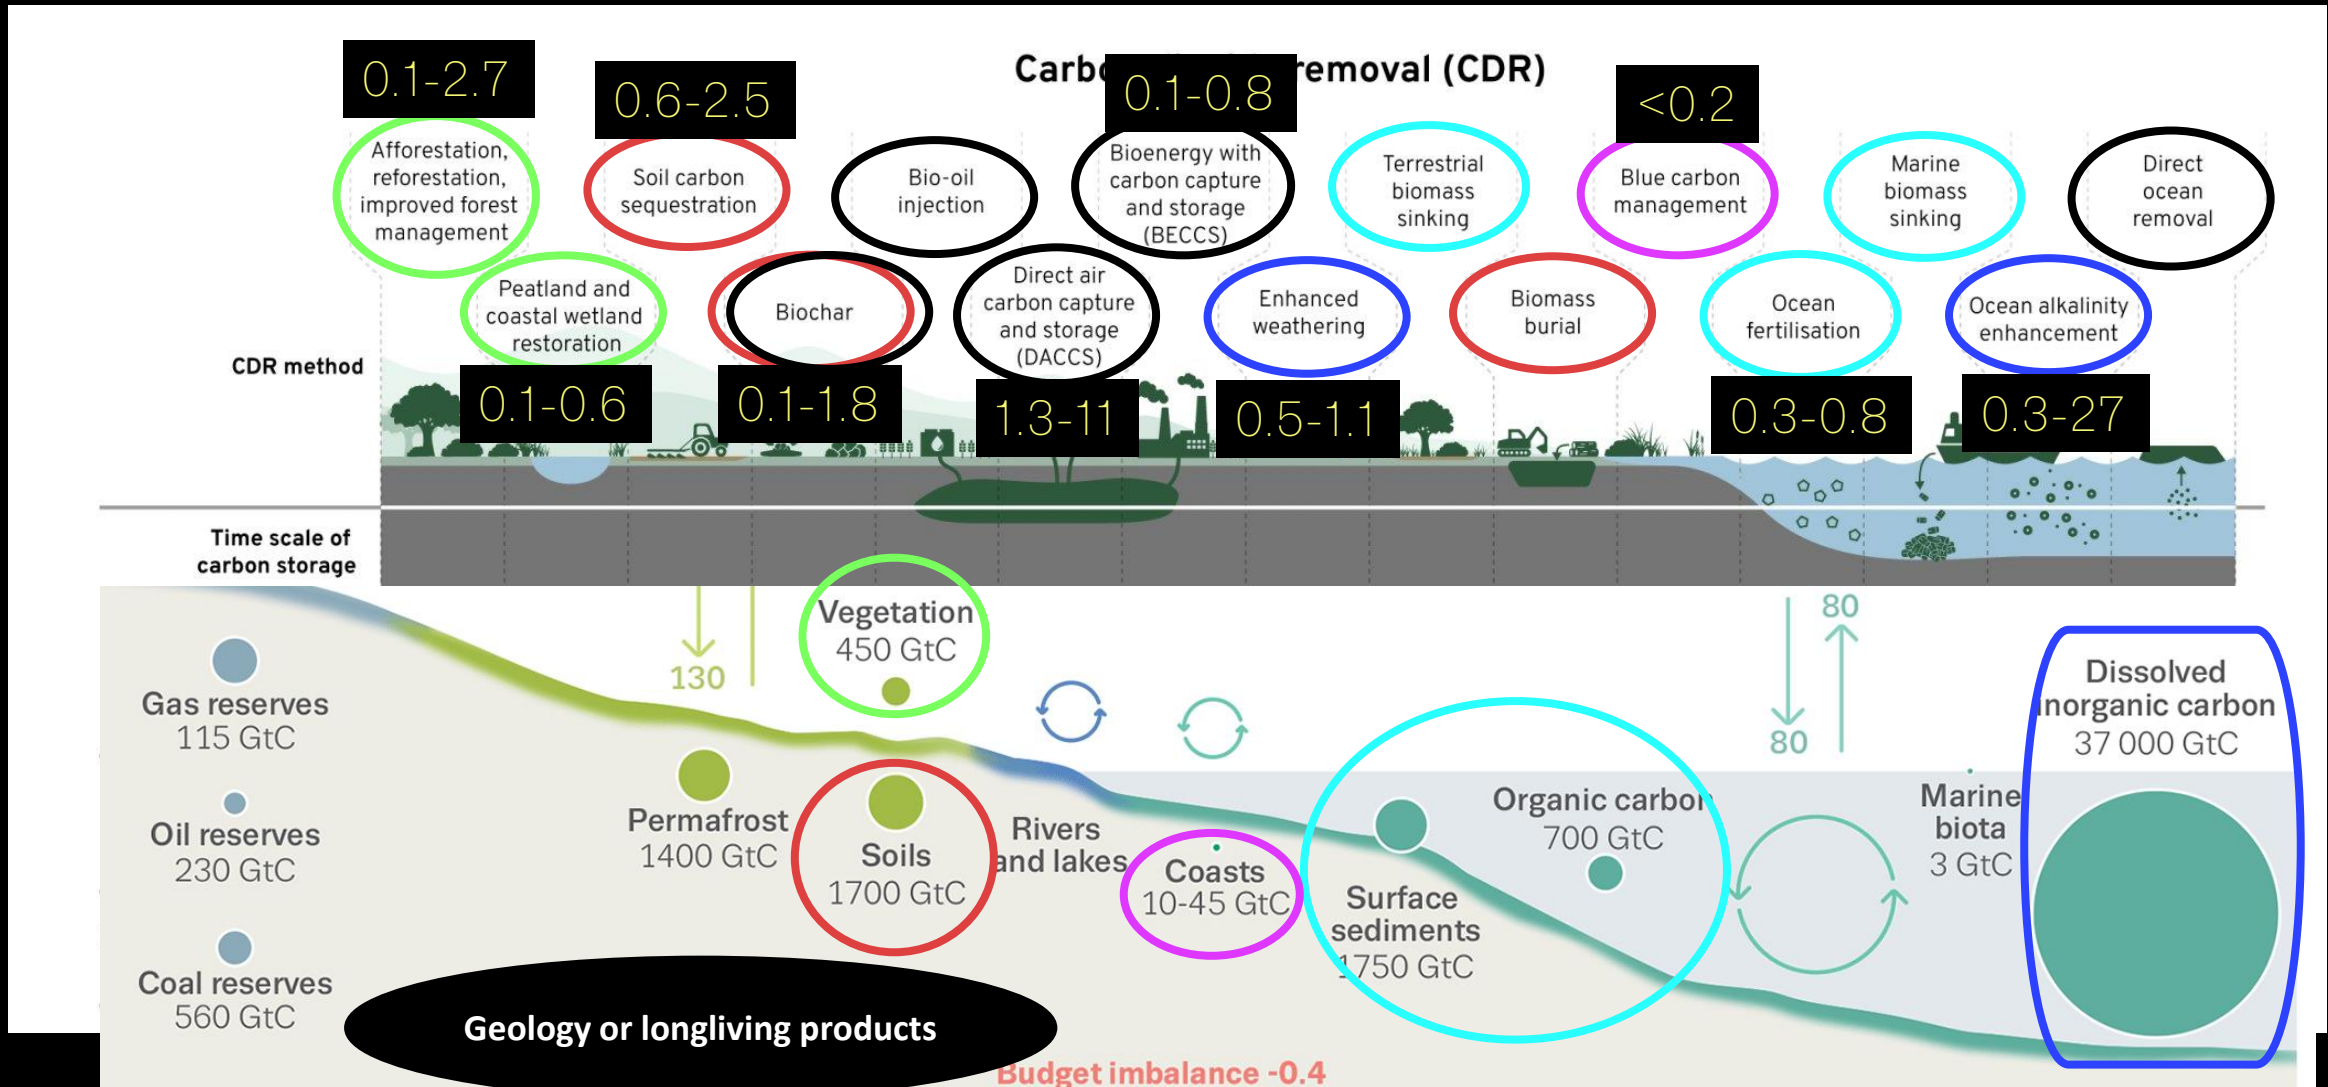 Carbo
removal (CDR)
0.1-2.7
0.6-2.5
0.1-0.8
<0.2
Afforestation,
reforestation,
improved forest
management
Soil carbon
sequestration
Bio-oil
injection
Bioenergy with
carbon capture
and storage
(BECCS)
Terrestrial
biomass
sinking
Blue carbon
management
Marine
biomass
sinking
Direct
ocean
removal
Peatland and
coastal wetland
restoration
Biochar
Direct air
carbon capture
and storage
(DACCS)
Enhanced
weathering
Biomass
burial
Ocean
fertilisation
Ocean alkalinity
enhancement
CDR method
0.1-0.6
0.1-1.8
1.3-11
0.5-1.1
0.3-0.8
0.3-27
Time scale of
carbon storage
Gas reserves
115 GtC
Oil reserves
230 GtC
Coal reserves
560 GtC
130
Vegetation
450 GtC
Permafrost
1400 GtC
Soils
1700 GtC
Rivers
and lakes
Coasts
10-45 GtC
Surface
sediments
1750 GtC
Organic carbon
700 GtC
80
80
Marine
biota
3 GtC
Dissolved
inorganic carbon
37 000 GtC
Geology or longliving products
Budget imbalance -0.4